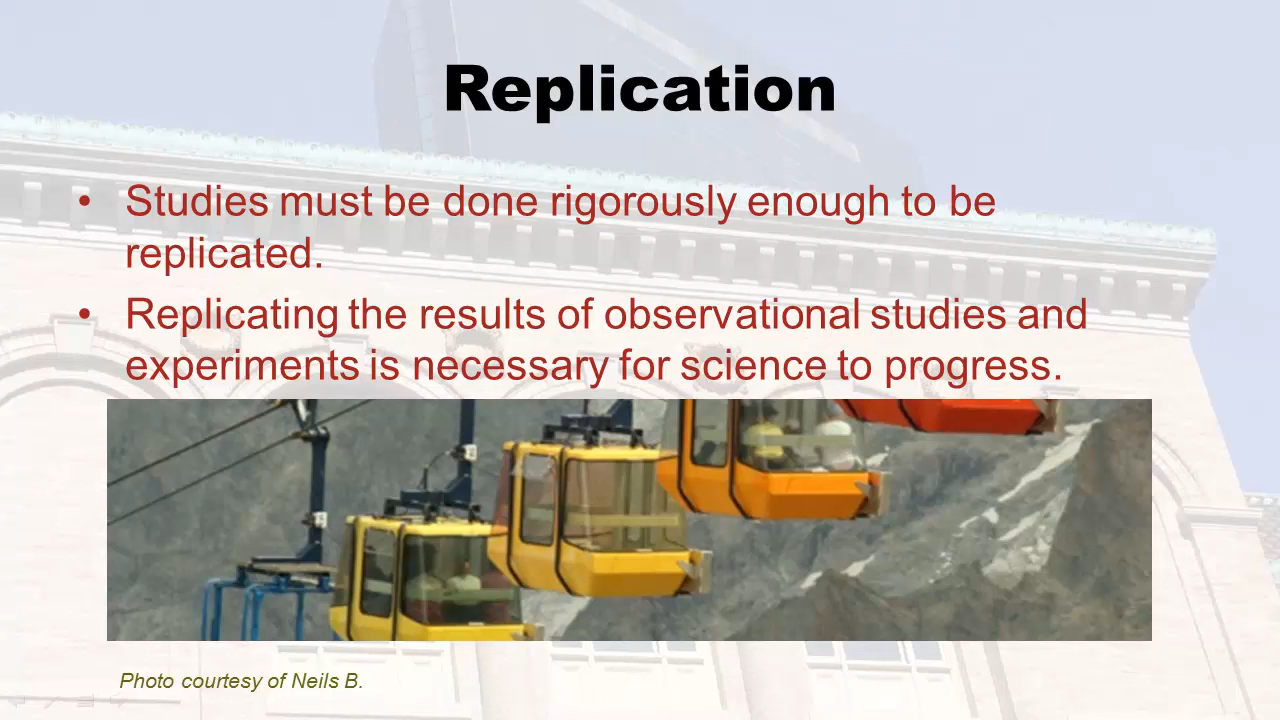 Replication
• Studies must be done rigorously enough to be
replicated.
• Replicating the results of observational studies and
experiments is necessary for science to progress.
Photo courtesy of Neils B.